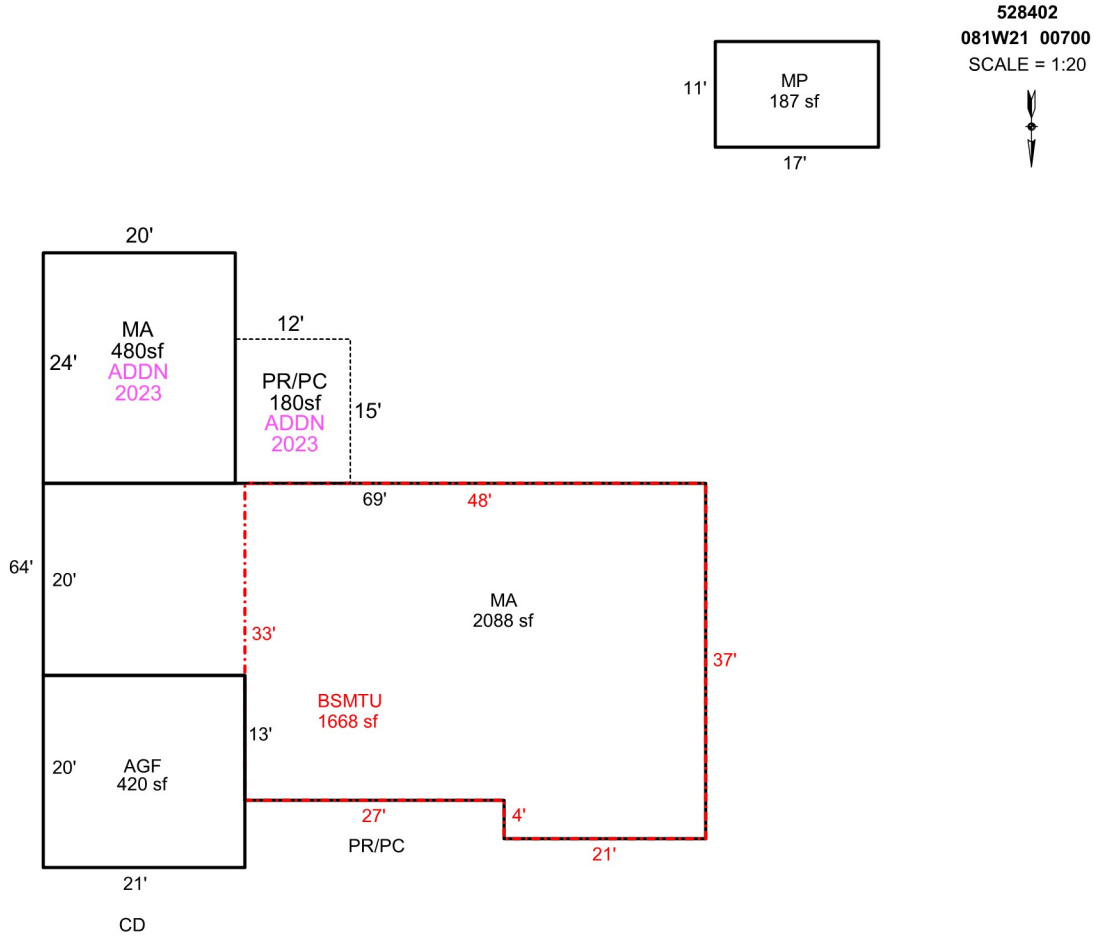 528402
081W21 00700
SCALE = 1:20
MP
187 sf
11'
17'
20'
MA
480sf
ADDN
2023
24'
12'
PR/PC
180sf
ADDN
2023
15'
69'
48'
64'
20'
MA
2088 sf
33'
37'
BSMTU
1668 sf
13'
20'
AGF
420 sf
27'
4'
PR/PC
21'
21'
CD